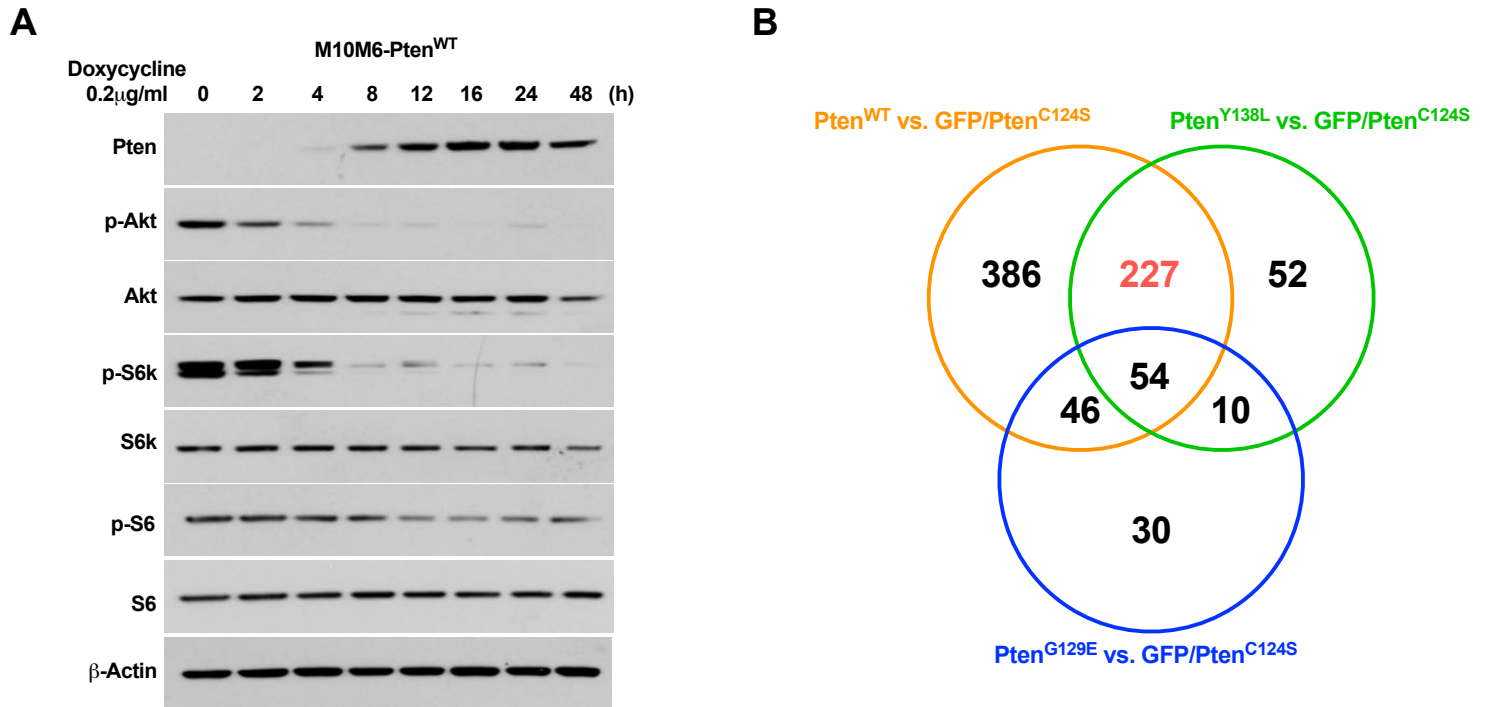 A
M10M6-Pten^WT
Doxycycline
0.2μg/ml 0 2 4 8 12 16 24 48 (h)
Pten
p-Akt
Akt
p-S6k
S6k
p-S6
S6
β-Actin
B
Pten^WT vs. GFP/Pten^C124S
Pten^Y138L vs. GFP/Pten^C124S
386
227
52
54
46
10
30
Pten^G129E vs. GFP/Pten^C124S